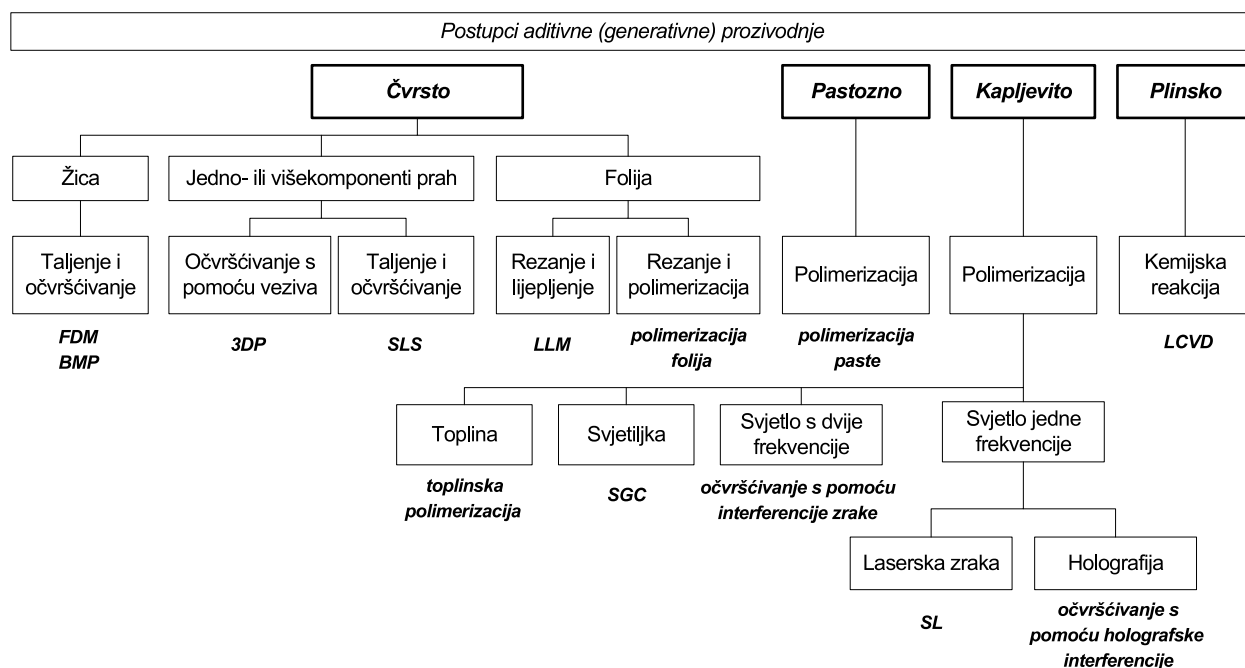 Postupci aditivne (generativne) prozivodnje
Čvrsto
Pastozno
Kapljevito
Plinsko
Žica
Jedno- ili višekomponenti prah
Folija
Taljenje i
očvršćivanje
Očvršćivanje s
pomoću veziva
Taljenje i
očvršćivanje
Rezanje i
lijepljenje
Rezanje i
polimerizacija
Polimerizacija
Polimerizacija
Kemijska
reakcija
FDM
BMP
3DP
SLS
LLM
polimerizacija
folija
polimerizacija
paste
LCVD
Toplina
Svjetiljka
Svjetlo s dvije
frekvencije
Svjetlo jedne
frekvencije
toplinska
polimerizacija
SGC
očvršćivanje s pomoću
interferencije zrake
Laserska zraka
Holografija
SL
očvršćivanje s
pomoću holografske
interferencije